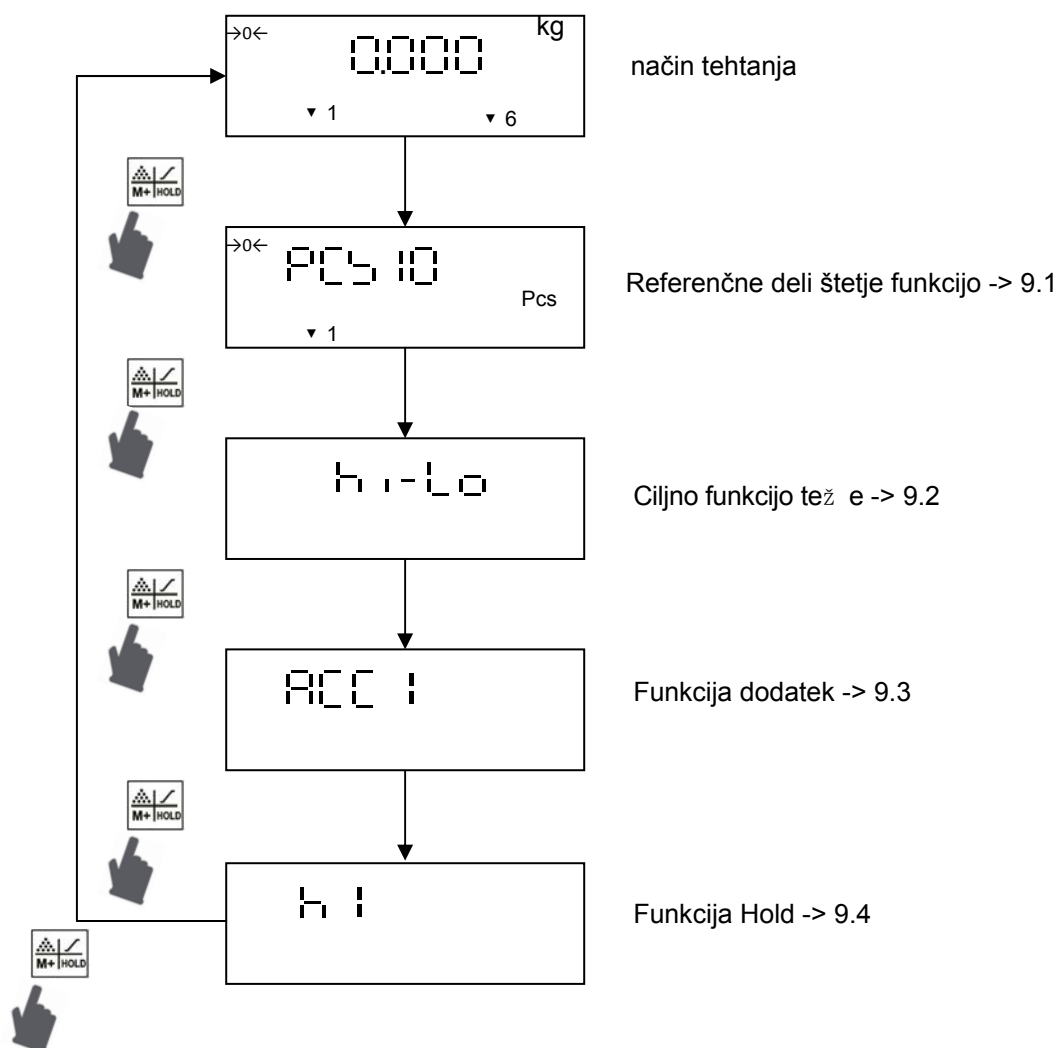 →0← kg
0.000
▼ 1 ▼ 6
način tehtanja
M+ HOLD
→0← PCS 10
Pcs
▼ 1
Referenčne deli štetje funkcijo -> 9.1
M+ HOLD
hi-Lo
Ciljno funkcijo tež e -> 9.2
M+ HOLD
ACC 1
Funkcija dodatek -> 9.3
M+ HOLD
h 1
Funkcija Hold -> 9.4
M+ HOLD